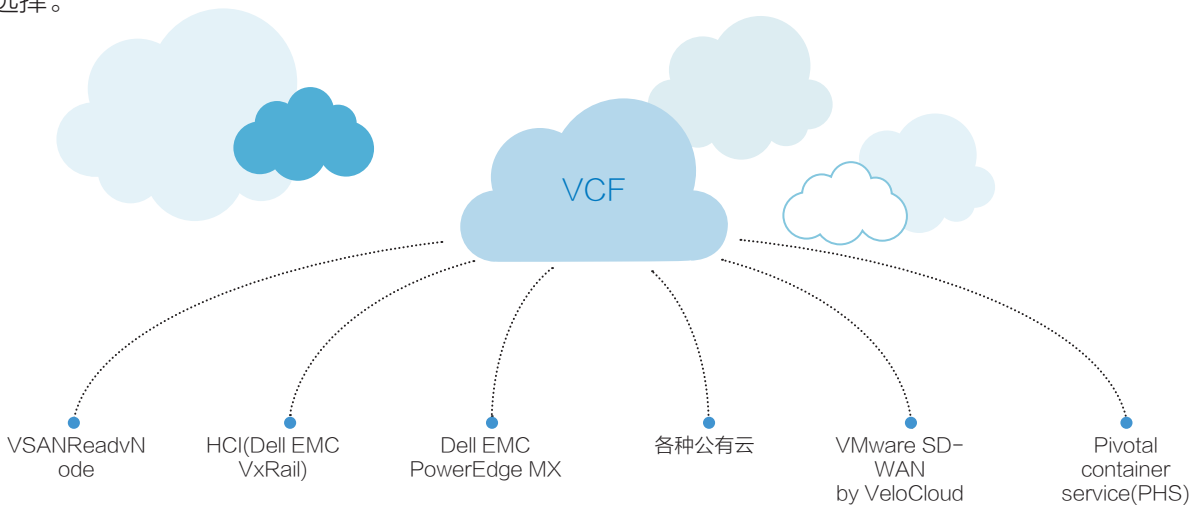 选择。
VCF
VSANReadvN
ode
HCI(Dell EMC
VxRail)
Dell EMC
PowerEdge MX
各种公有云
VMware SD-
WAN
by VeloCloud
Pivotal
container
service(PHS)